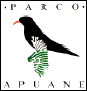 · PARCO ·
APUANE